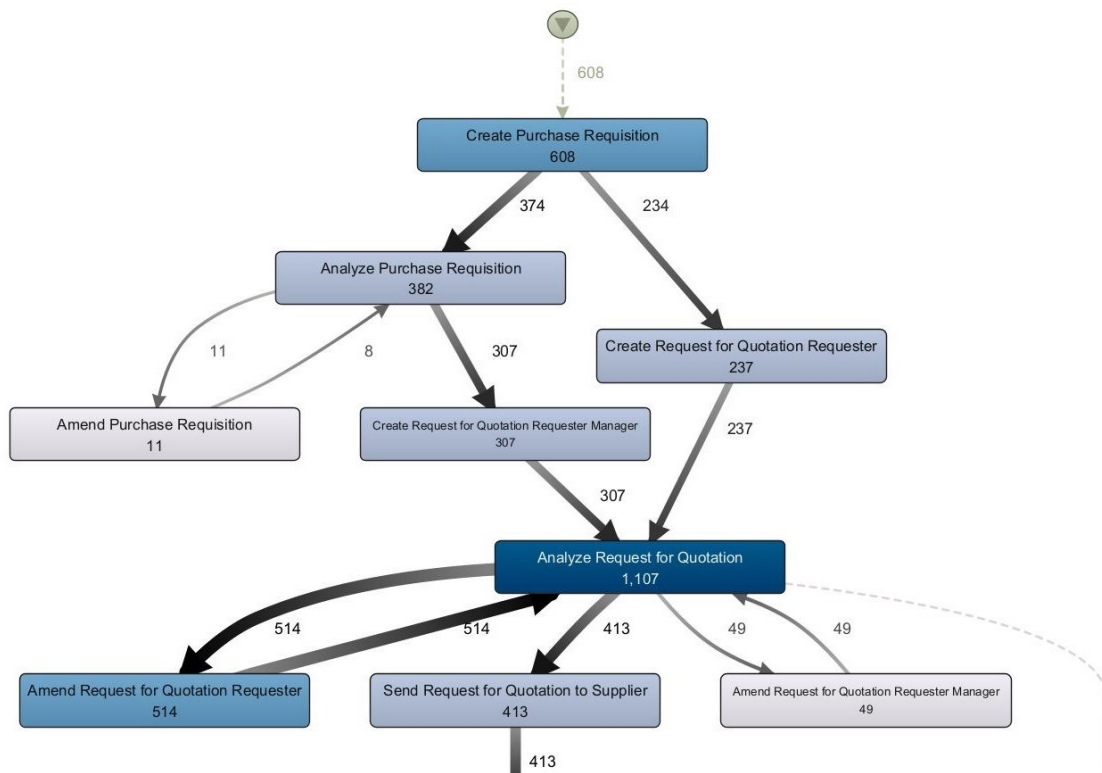 608
Create Purchase Requisition
608
374
234
Analyze Purchase Requisition
382
11
8
307
Create Request for Quotation Requester
237
Amend Purchase Requisition
11
Create Request for Quotation Requester Manager
307
237
307
Analyze Request for Quotation
1,107
514
514
413
49
49
Amend Request for Quotation Requester
514
Send Request for Quotation to Supplier
413
Amend Request for Quotation Requester Manager
49
413